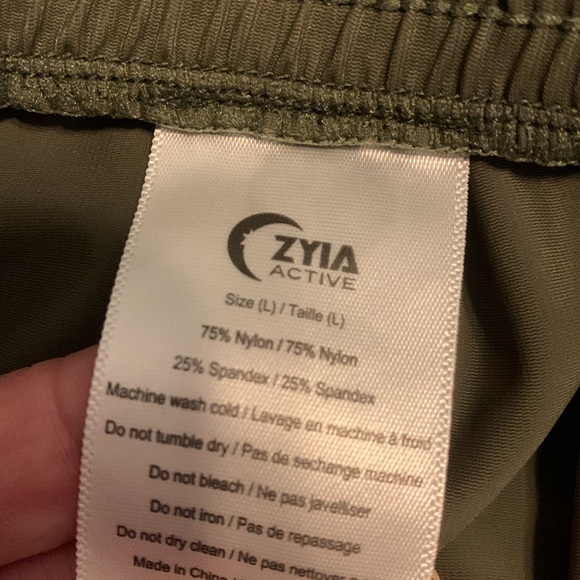 ZYIA
ACTIVE
Size (L) / Taille (L)
75% Nylon / 75% Nylon
25% Spandex / 25% Spandex
Machine wash cold / Lavage en machine à froid
Do not tumble dry / Pas de sechange machine
Do not bleach / Ne pas javelliser
Do not iron / Pas de repassage
Do not dry clean / Ne pas nettoyer
Made in China